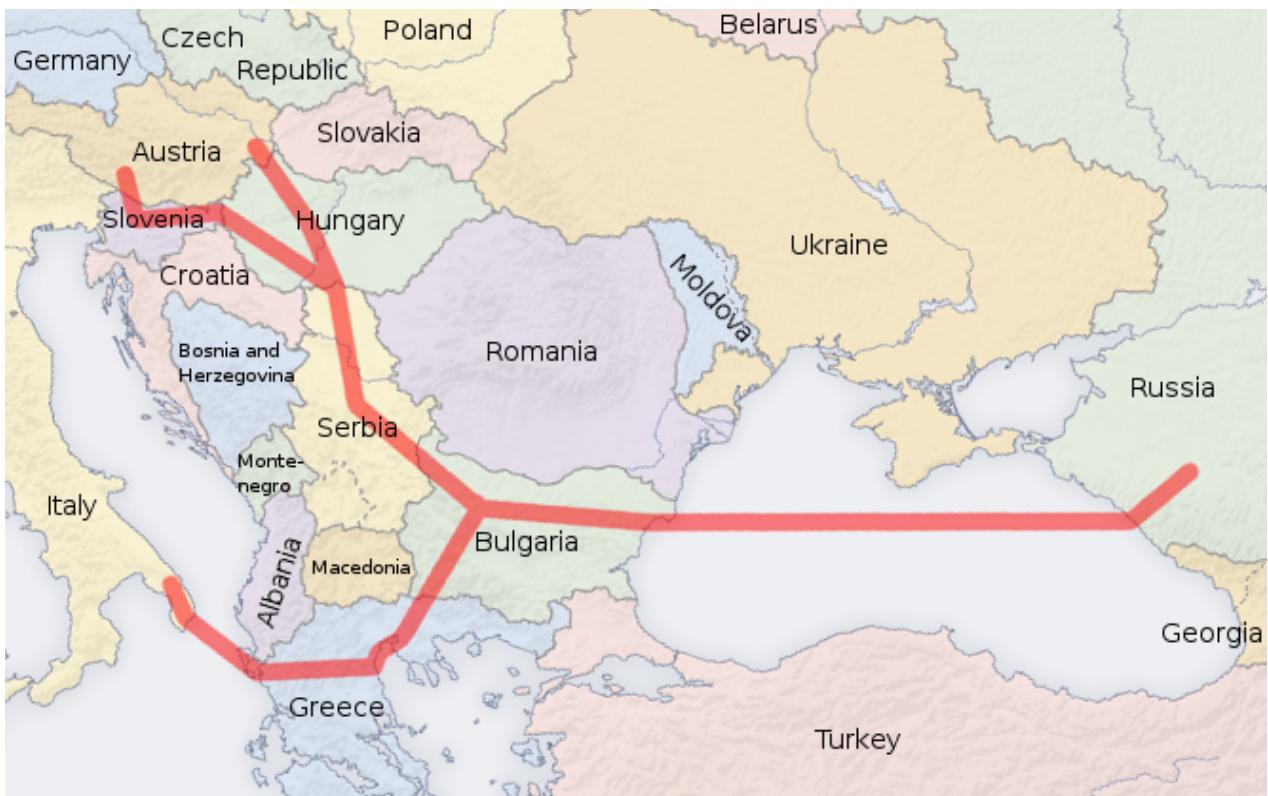 Belarus
Poland
Czech
Republic
Germany
Slovakia
Austria
Slovenia
Hungary
Ukraine
Croatia
Moldova
Bosnia and
Herzegovina
Romania
Russia
Serbia
Monte-
negro
Italy
Bulgaria
Albania
Macedonia
Georgia
Greece
Turkey